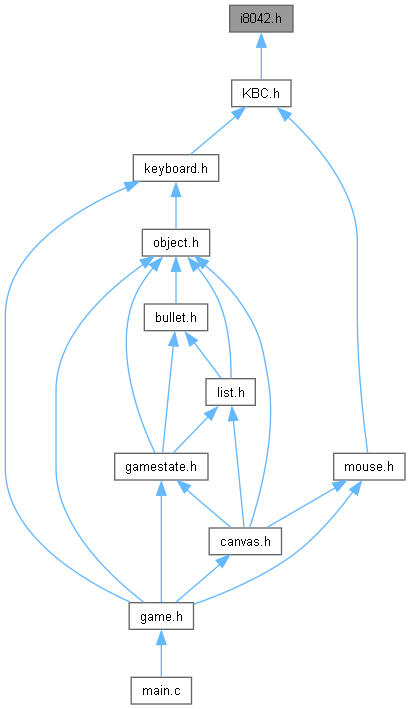 i8042.h
KBC.h
keyboard.h
object.h
bullet.h
list.h
gamestate.h
mouse.h
canvas.h
game.h
main.c